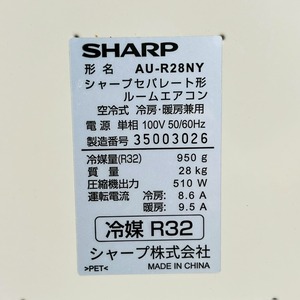 SHARP
形名 AU-R28NY
シャープセパレート形
ルームエアコン
空冷式 冷房・暖房兼用
電源 単相 100V 50/60Hz
製造番号 35003026
冷媒量(R32) 950 g
質量 28 kg
圧縮機出力 510 W
運転電流 冷房: 8.6 A
暖房: 9.5 A
冷媒 R32
シャープ株式会社
>PET< MADE IN CHINA